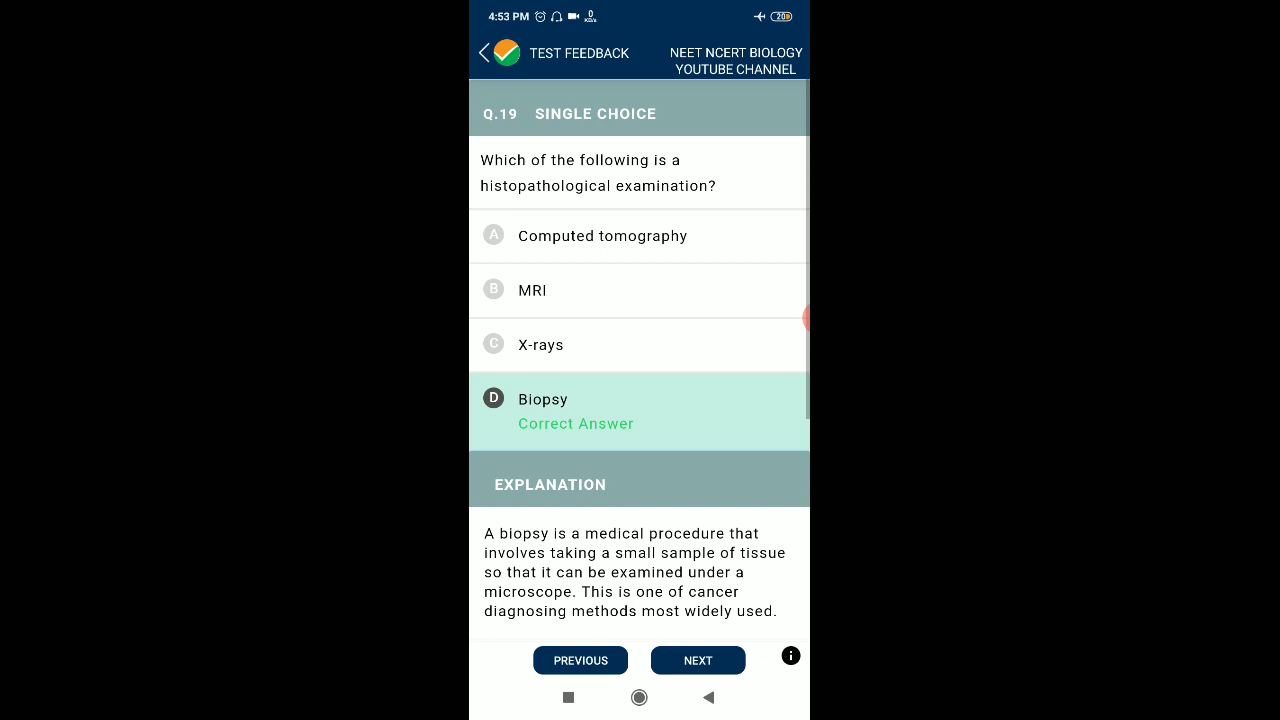 4:53 PM 0 KB/s 20
TEST FEEDBACK
NEET NCERT BIOLOGY
YOUTUBE CHANNEL
Q.19 SINGLE CHOICE
Which of the following is a
histopathological examination?
A Computed tomography
B MRI
C X-rays
D Biopsy
Correct Answer
EXPLANATION
A biopsy is a medical procedure that
involves taking a small sample of tissue
so that it can be examined under a
microscope. This is one of cancer
diagnosing methods most widely used.
PREVIOUS NEXT